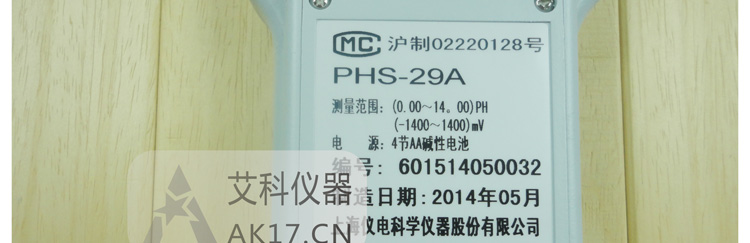 MC 沪制02220128号
PHS-29A
测量范围: (0.00～14。00)PH
(-1400～1400)mV
电 源: 4节AA碱性电池
编号: 601514050032
制造日期: 2014年05月
上海仪电科学仪器股份有限公司
艾科仪器
AK17.CN